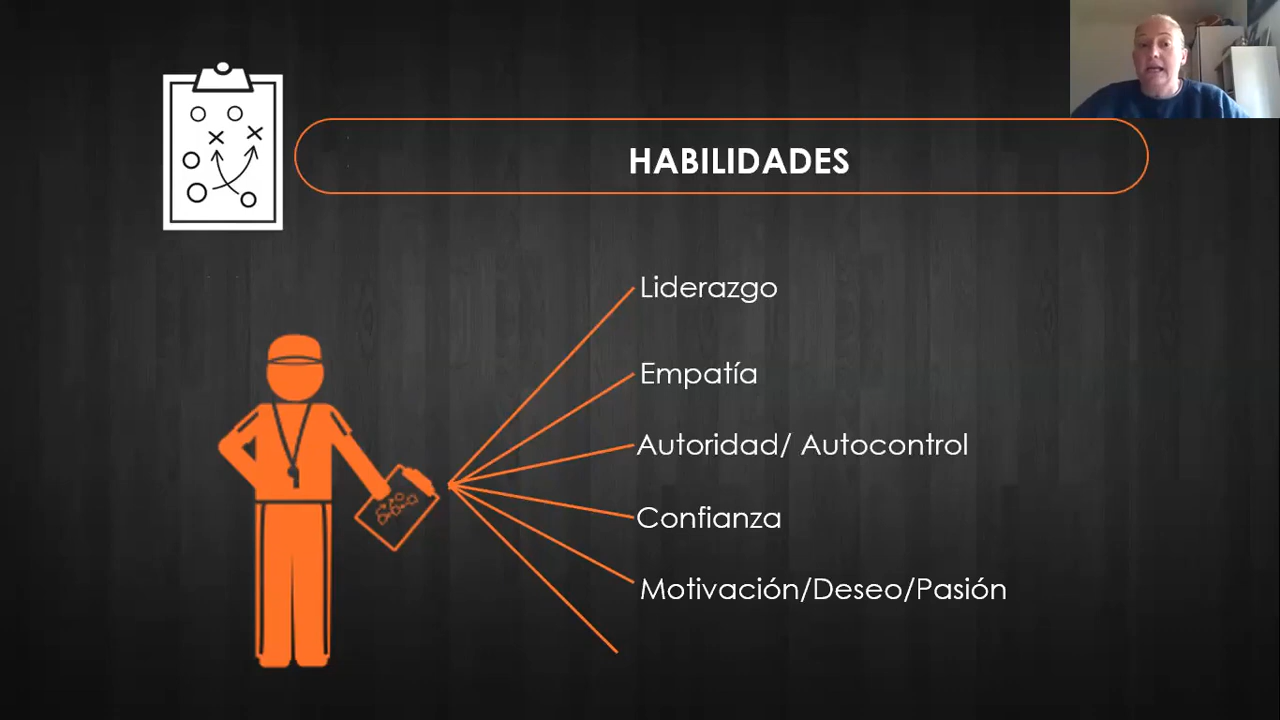 HABILIDADES
Liderazgo
Empatía
Autoridad/ Autocontrol
Confianza
Motivación/Deseo/Pasión